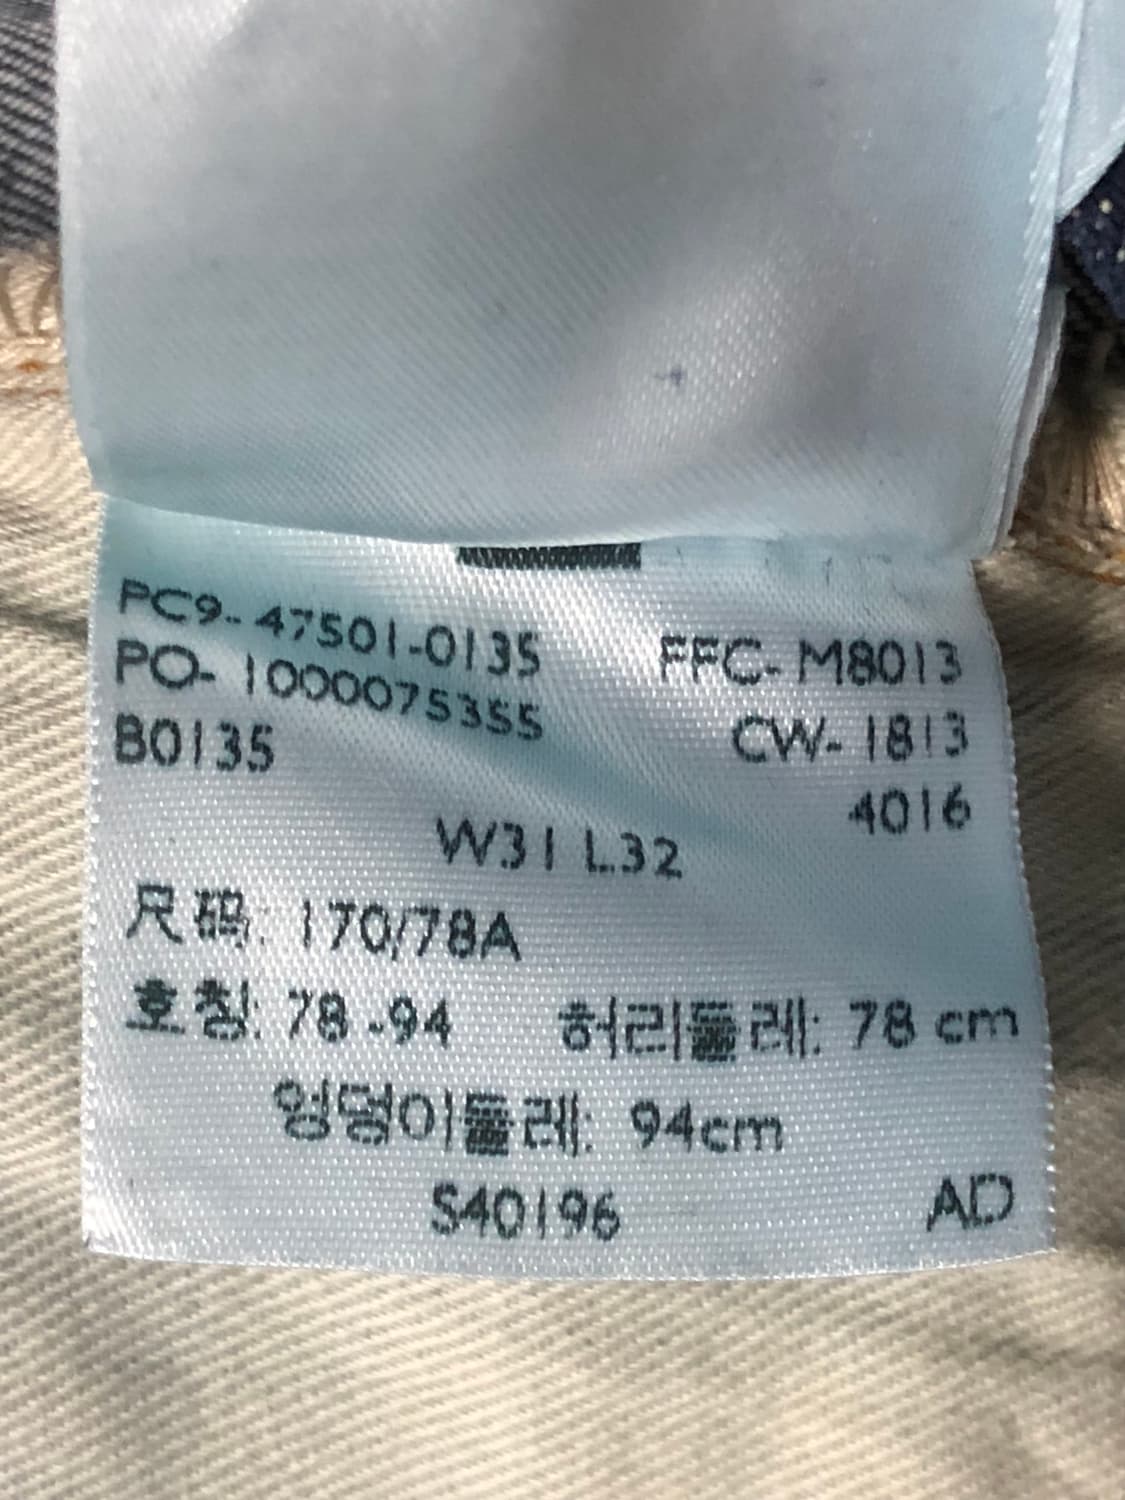 PC9-47501-0135 FFC-M8013
PO-1000075355 CW-1813
B0135 4016
W31 L32
尺码: 170/78A
호칭: 78-94 허리둘레: 78 cm
엉덩이둘레: 94cm
S40196 AD